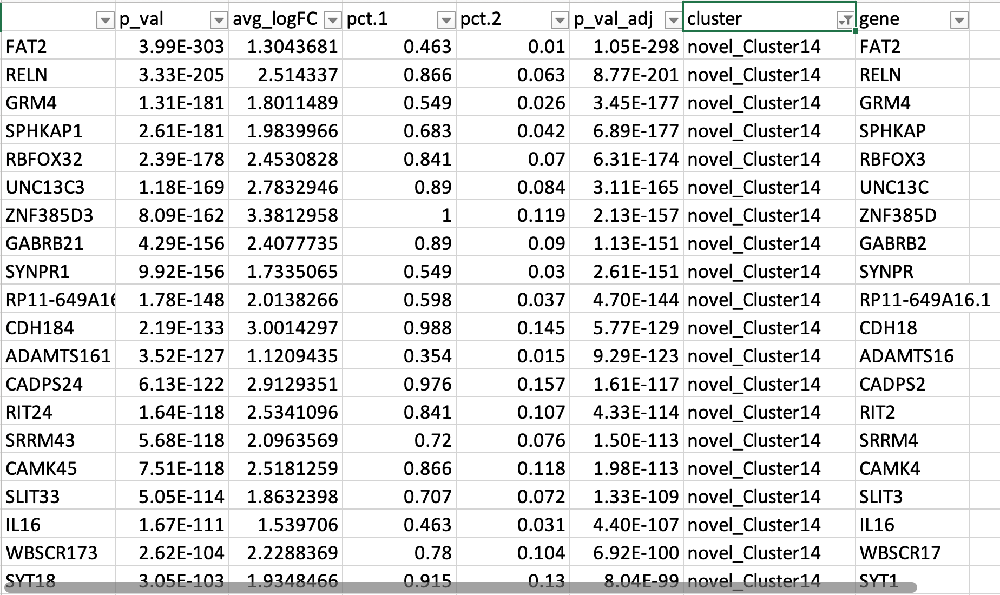 p_val avg_logFC pct.1 pct.2 p_val_adj cluster gene
FAT2 3.99E-303 1.3043681 0.463 0.01 1.05E-298 novel_Cluster14 FAT2
RELN 3.33E-205 2.514337 0.866 0.063 8.77E-201 novel_Cluster14 RELN
GRM4 1.31E-181 1.8011489 0.549 0.026 3.45E-177 novel_Cluster14 GRM4
SPHKAP1 2.61E-181 1.9839966 0.683 0.042 6.89E-177 novel_Cluster14 SPHKAP
RBFOX32 2.39E-178 2.4530828 0.841 0.07 6.31E-174 novel_Cluster14 RBFOX3
UNC13C3 1.18E-169 2.7832946 0.89 0.084 3.11E-165 novel_Cluster14 UNC13C
ZNF385D3 8.09E-162 3.3812958 1 0.119 2.13E-157 novel_Cluster14 ZNF385D
GABRB21 4.29E-156 2.4077735 0.89 0.09 1.13E-151 novel_Cluster14 GABRB2
SYNPR1 9.92E-156 1.7335065 0.549 0.03 2.61E-151 novel_Cluster14 SYNPR
RP11-649A16 1.78E-148 2.0138266 0.598 0.037 4.70E-144 novel_Cluster14 RP11-649A16.1
CDH184 2.19E-133 3.0014297 0.988 0.145 5.77E-129 novel_Cluster14 CDH18
ADAMTS161 3.52E-127 1.1209435 0.354 0.015 9.29E-123 novel_Cluster14 ADAMTS16
CADPS24 6.13E-122 2.9129351 0.976 0.157 1.61E-117 novel_Cluster14 CADPS2
RIT24 1.64E-118 2.5341096 0.841 0.107 4.33E-114 novel_Cluster14 RIT2
SRRM43 5.68E-118 2.0963569 0.72 0.076 1.50E-113 novel_Cluster14 SRRM4
CAMK45 7.51E-118 2.5181259 0.866 0.118 1.98E-113 novel_Cluster14 CAMK4
SLIT33 5.05E-114 1.8632398 0.707 0.072 1.33E-109 novel_Cluster14 SLIT3
IL16 1.67E-111 1.539706 0.463 0.031 4.40E-107 novel_Cluster14 IL16
WBSCR173 2.62E-104 2.2288369 0.78 0.104 6.92E-100 novel_Cluster14 WBSCR17
SYT18 3.05E-103 1.9348466 0.915 0.13 8.04E-99 novel_Cluster14 SYT1